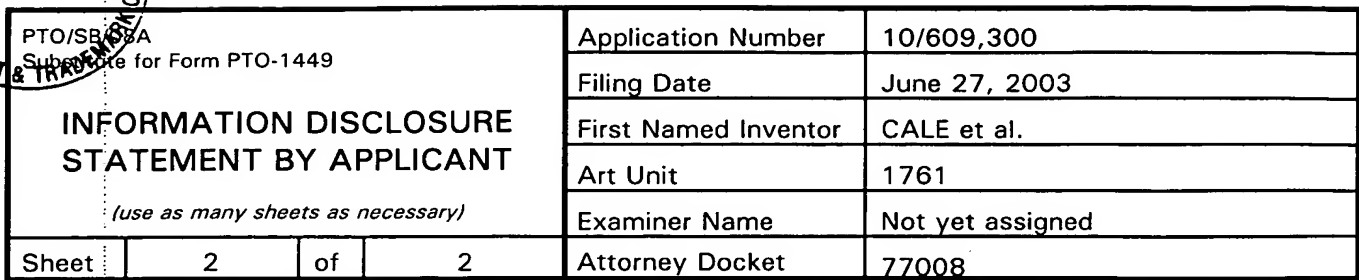 PTO/SB/08A
Substitute for Form PTO-1449
INFORMATION DISCLOSURE
STATEMENT BY APPLICANT
(use as many sheets as necessary)
Sheet 2 of 2
Application Number 10/609,300
Filing Date June 27, 2003
First Named Inventor CALE et al.
Art Unit 1761
Examiner Name Not yet assigned
Attorney Docket 77008
& TRADEMARK